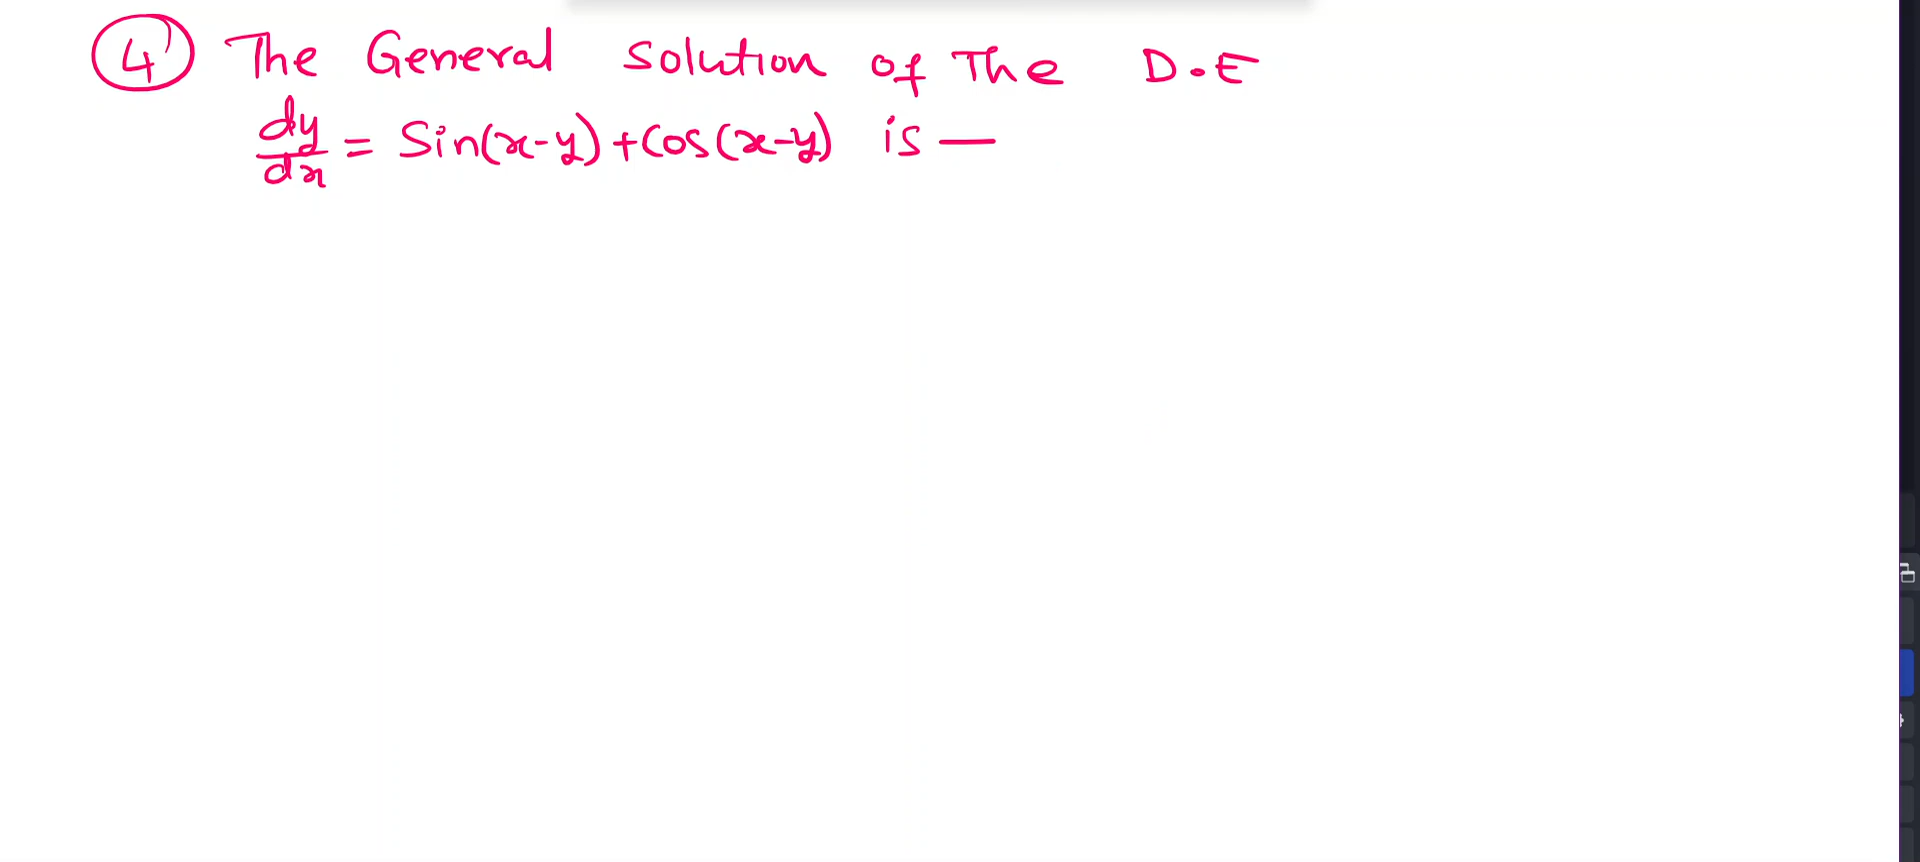 4) The General Solution of The D.E
dy/dx = Sin(x-y)+Cos(x-y) is —